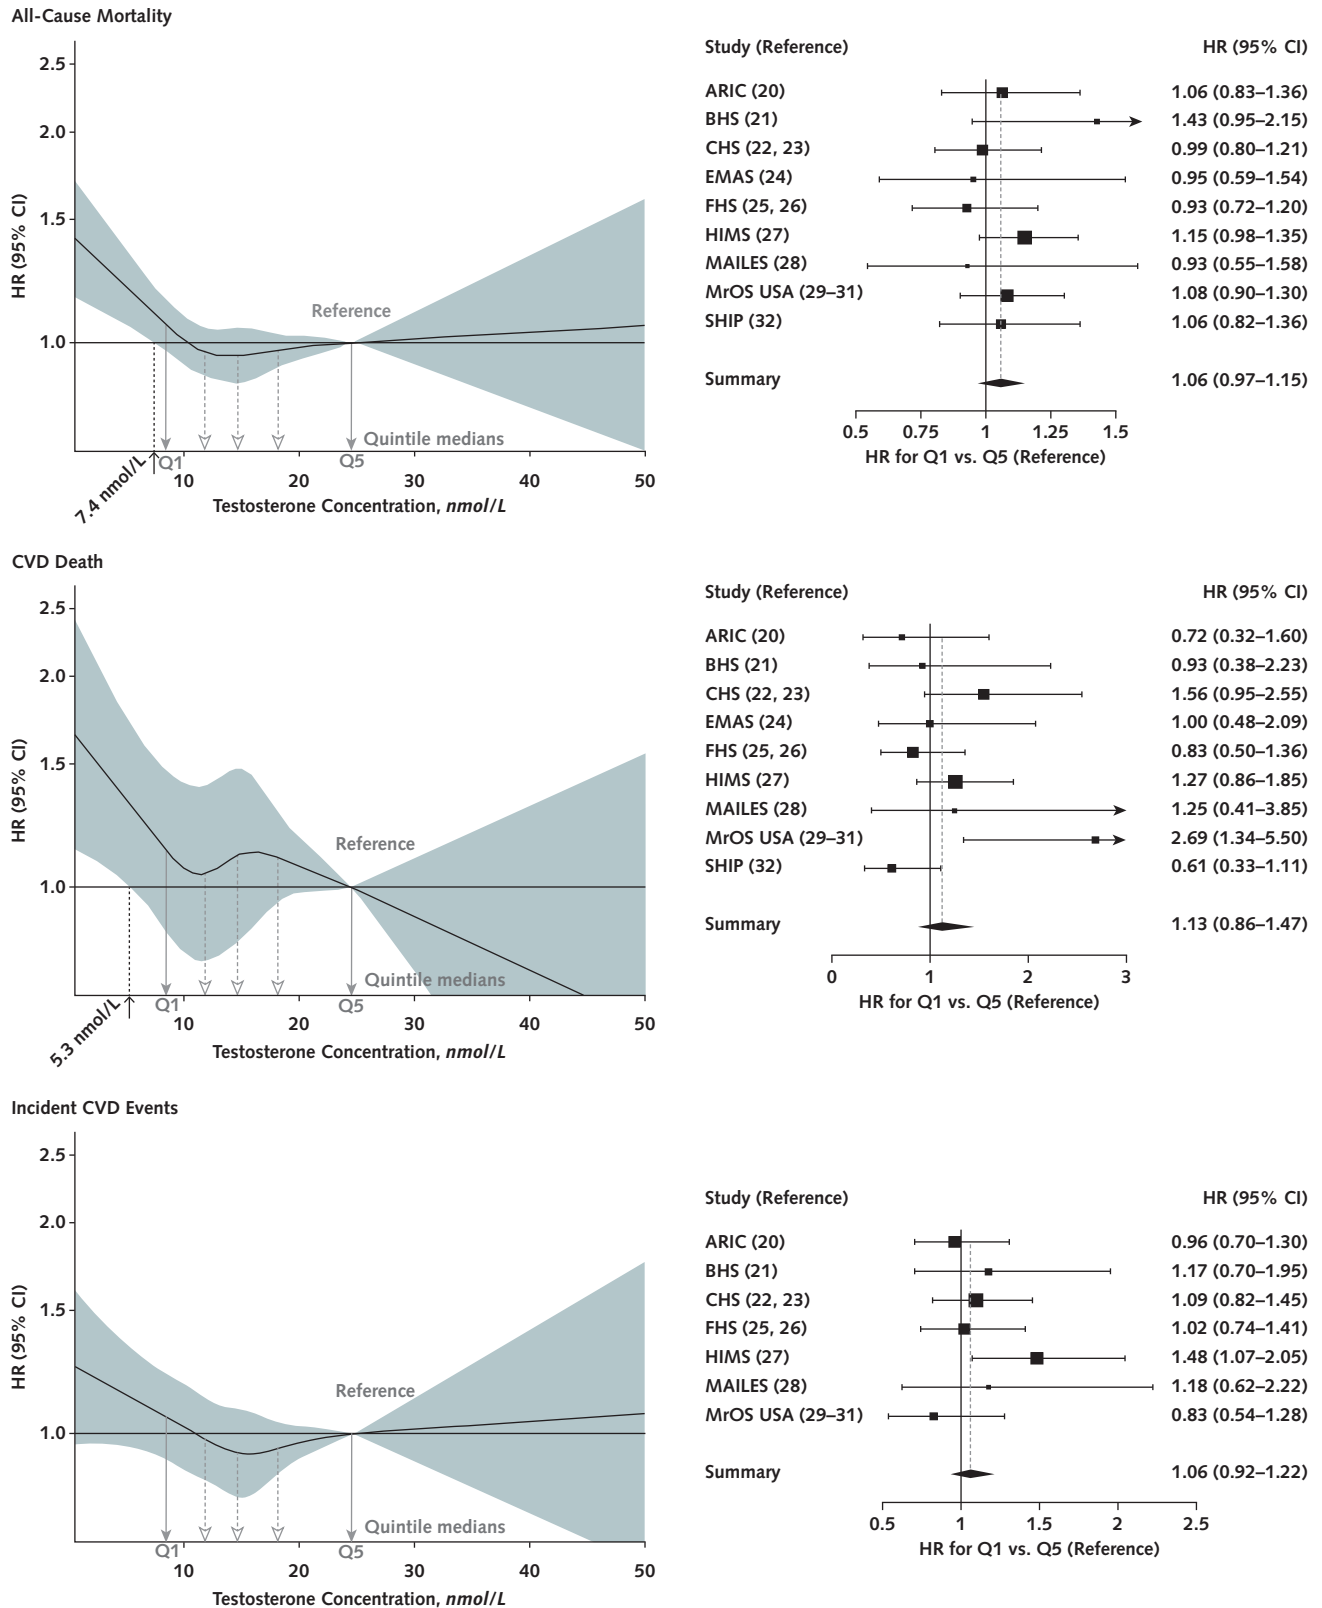 All-Cause Mortality
HR (95% CI)
2.5
2.0
1.5
1.0
Reference
Quintile medians
Q1
Q5
7.4 nmol/L
10
20
30
40
50
Testosterone Concentration, nmol/L
Study (Reference)
HR (95% CI)
ARIC (20)
1.06 (0.83–1.36)
BHS (21)
1.43 (0.95–2.15)
CHS (22, 23)
0.99 (0.80–1.21)
EMAS (24)
0.95 (0.59–1.54)
FHS (25, 26)
0.93 (0.72–1.20)
HIMS (27)
1.15 (0.98–1.35)
MAILES (28)
0.93 (0.55–1.58)
MrOS USA (29–31)
1.08 (0.90–1.30)
SHIP (32)
1.06 (0.82–1.36)
Summary
1.06 (0.97–1.15)
0.5
0.75
1
1.25
1.5
HR for Q1 vs. Q5 (Reference)
CVD Death
HR (95% CI)
2.5
2.0
1.5
1.0
Reference
Quintile medians
Q1
Q5
5.3 nmol/L
10
20
30
40
50
Testosterone Concentration, nmol/L
Study (Reference)
HR (95% CI)
ARIC (20)
0.72 (0.32–1.60)
BHS (21)
0.93 (0.38–2.23)
CHS (22, 23)
1.56 (0.95–2.55)
EMAS (24)
1.00 (0.48–2.09)
FHS (25, 26)
0.83 (0.50–1.36)
HIMS (27)
1.27 (0.86–1.85)
MAILES (28)
1.25 (0.41–3.85)
MrOS USA (29–31)
2.69 (1.34–5.50)
SHIP (32)
0.61 (0.33–1.11)
Summary
1.13 (0.86–1.47)
0
1
2
3
HR for Q1 vs. Q5 (Reference)
Incident CVD Events
HR (95% CI)
2.5
2.0
1.5
1.0
Reference
Quintile medians
Q1
Q5
10
20
30
40
50
Testosterone Concentration, nmol/L
Study (Reference)
HR (95% CI)
ARIC (20)
0.96 (0.70–1.30)
BHS (21)
1.17 (0.70–1.95)
CHS (22, 23)
1.09 (0.82–1.45)
FHS (25, 26)
1.02 (0.74–1.41)
HIMS (27)
1.48 (1.07–2.05)
MAILES (28)
1.18 (0.62–2.22)
MrOS USA (29–31)
0.83 (0.54–1.28)
Summary
1.06 (0.92–1.22)
0.5
1
1.5
2
2.5
HR for Q1 vs. Q5 (Reference)